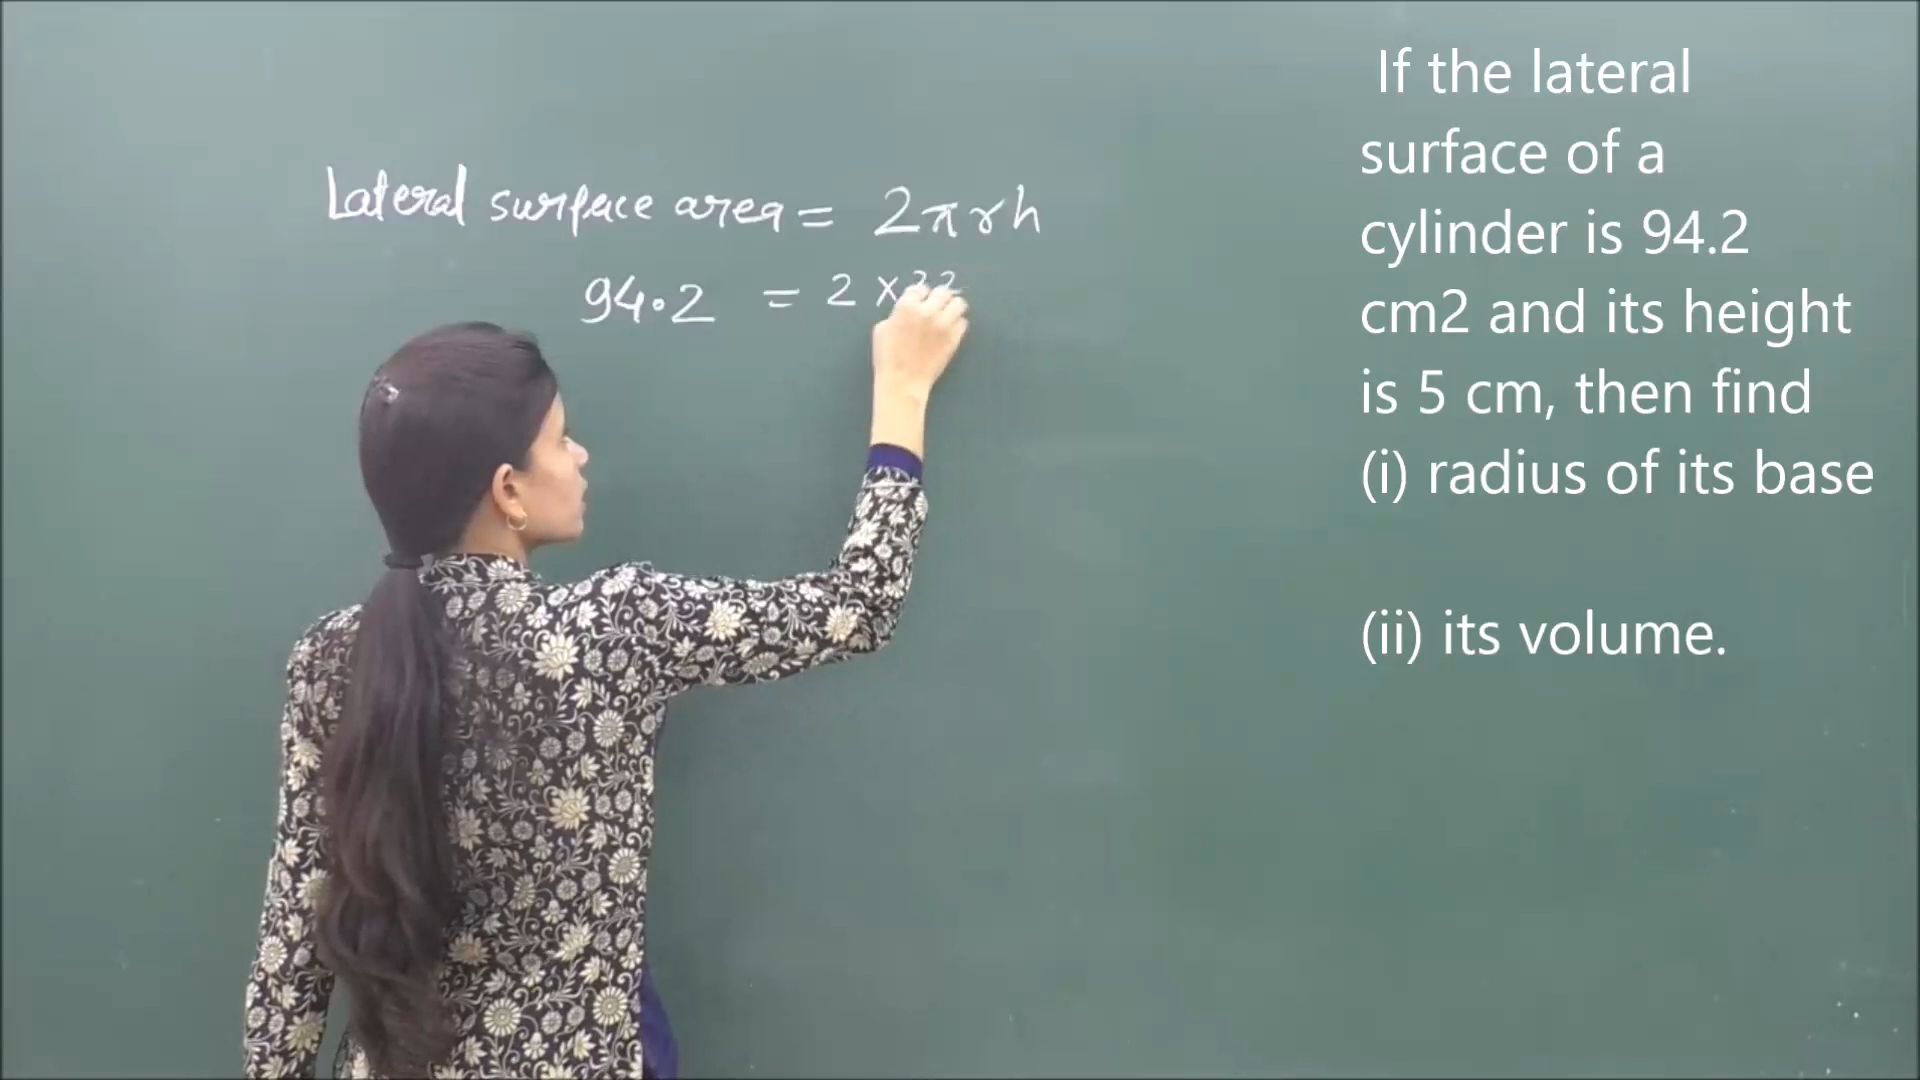 Lateral surface area = 2πrh
94.2 = 2 × 22
If the lateral
surface of a
cylinder is 94.2
cm2 and its height
is 5 cm, then find
(i) radius of its base
(ii) its volume.